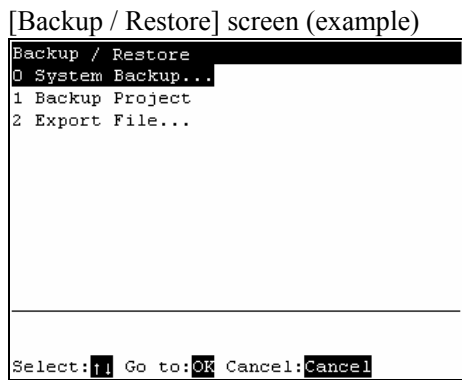 [Backup / Restore] screen (example)
Backup / Restore
0 System Backup...
1 Backup Project
2 Export File...
Select:↑↓ Go to:OK Cancel:Cancel